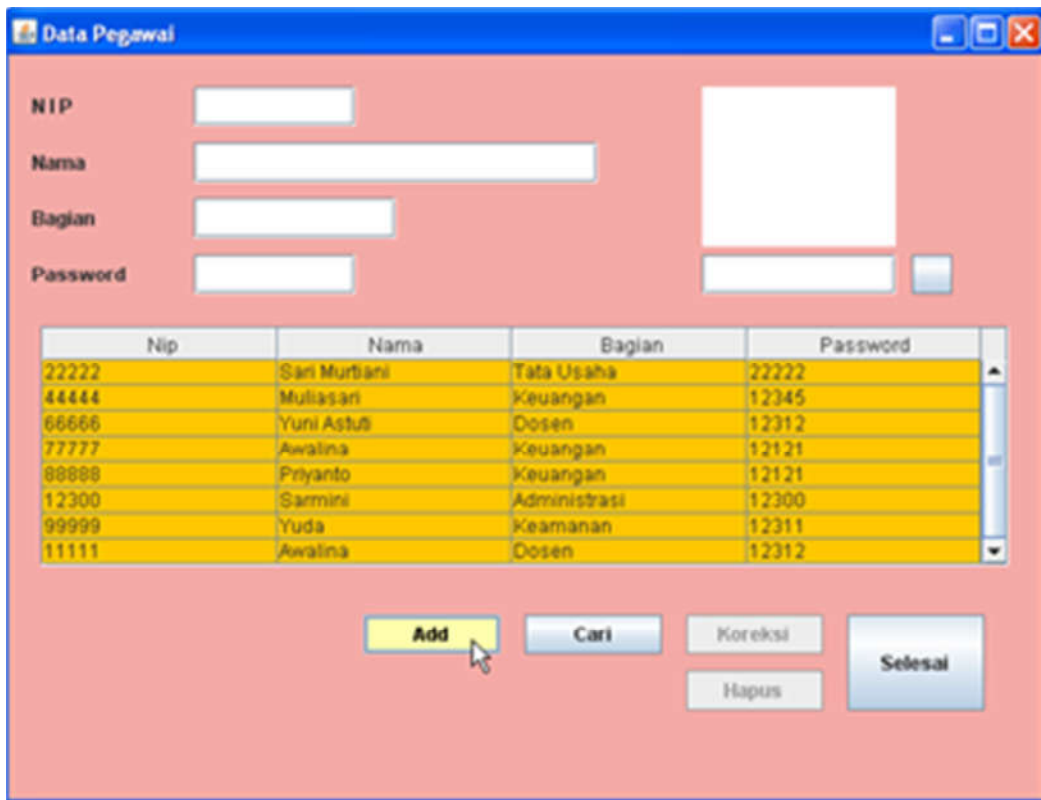 Data Pegawai
N I P
Nama
Bagian
Password
Nip Nama Bagian Password
22222 Sari Murtiani Tata Usaha 22222
44444 Muliasari Keuangan 12345
66666 Yuni Astuti Dosen 12312
77777 Awalina Keuangan 12121
88888 Priyanto Keuangan 12121
12300 Sarmini Administrasi 12300
99999 Yuda Keamanan 12311
11111 Awalina Dosen 12312
Add Cari Koreksi
Selesai
Hapus